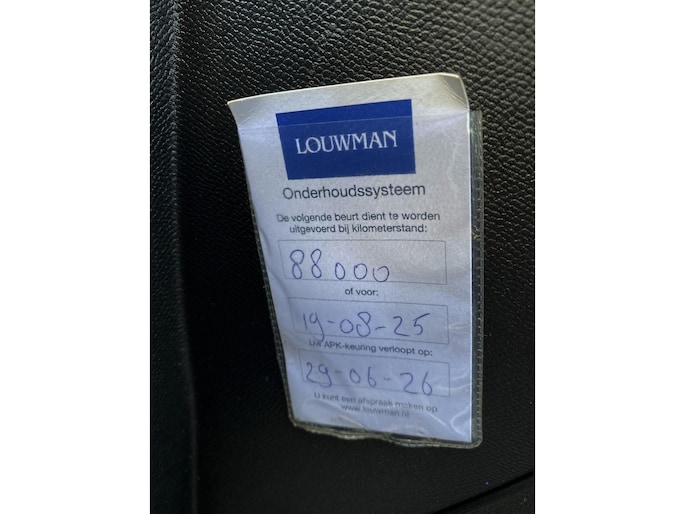 LOUWMAN
Onderhoudssysteem
De volgende beurt dient te worden
uitgevoerd bij kilometerstand:
88000
of voor:
19-08-25
Uw APK-keuring verloopt op:
29-06-26
U kunt een afspraak maken op
www.louwman.nl